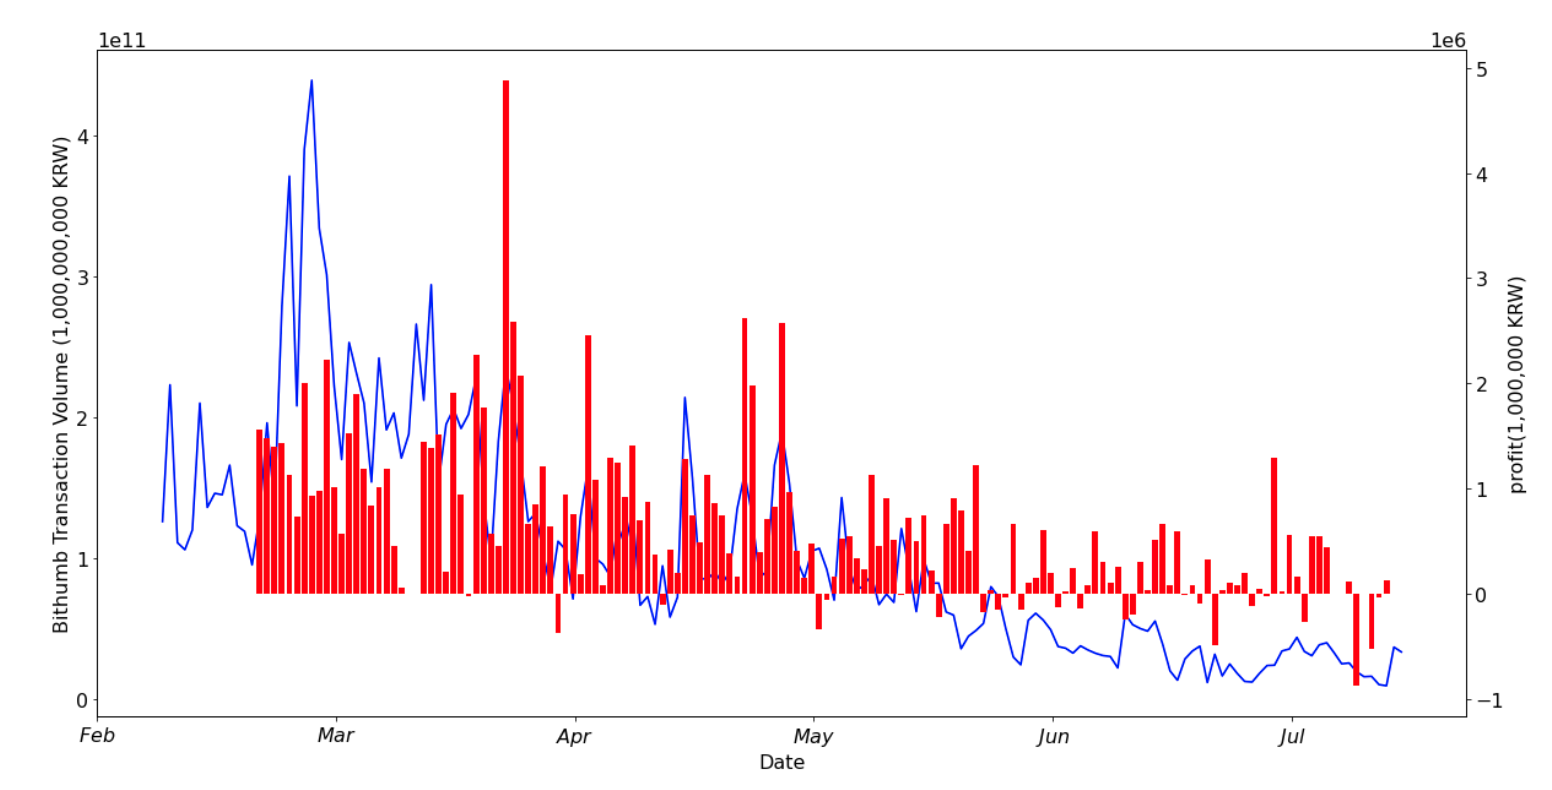 1e11
1e6
Bithumb Transaction Volume (1,000,000,000 KRW)
4
3
2
1
0
5
4
3
2
1
0
−1
profit(1,000,000 KRW)
Feb Mar Apr May Jun Jul
Date